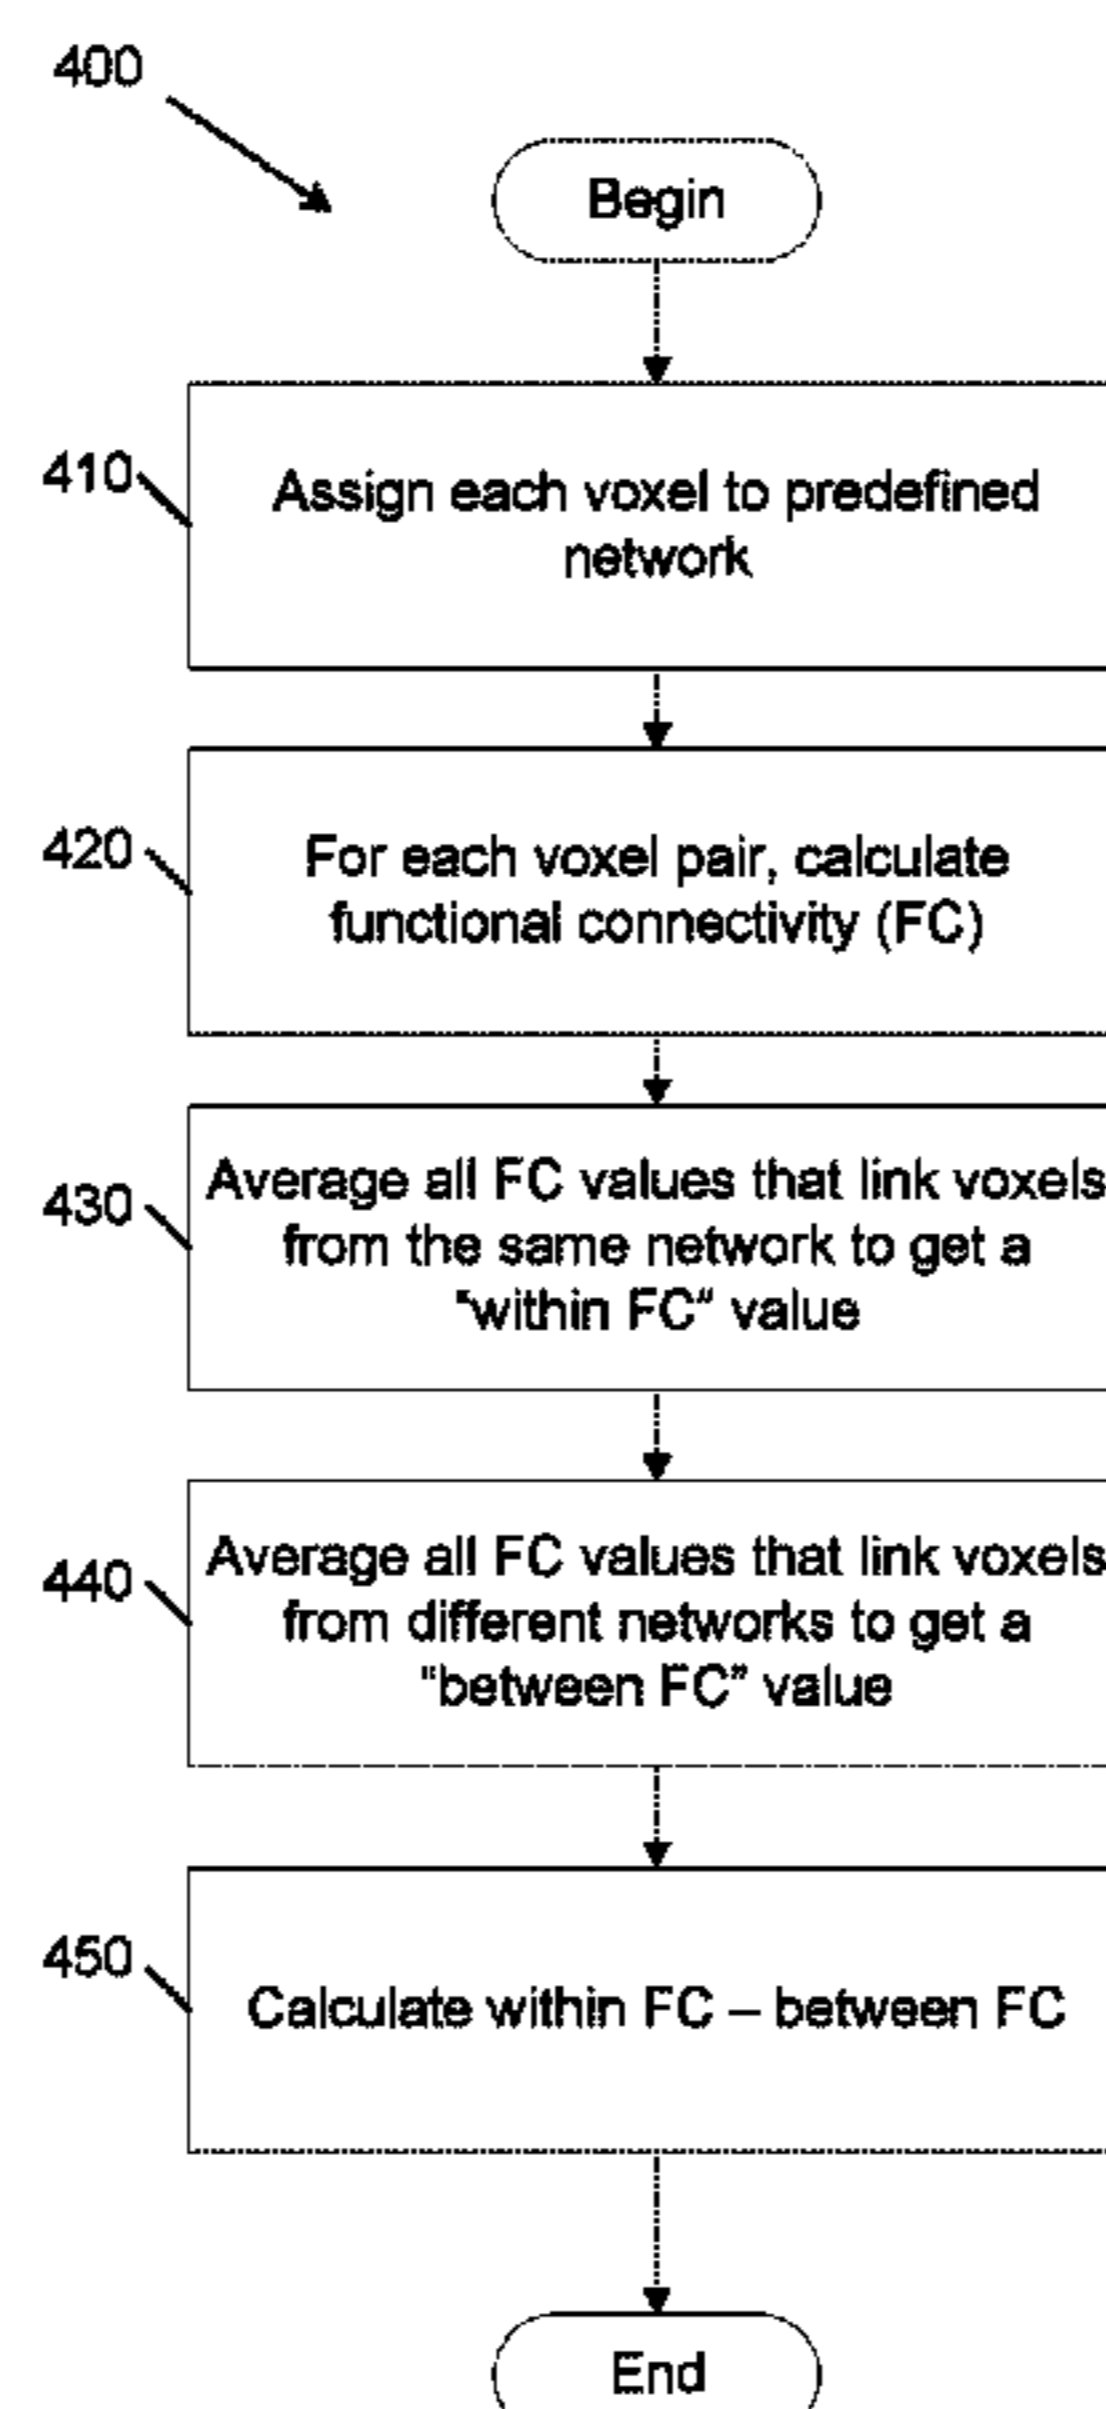 400
Begin
410
Assign each voxel to predefined
network
420
For each voxel pair, calculate
functional connectivity (FC)
430
Average all FC values that link voxels
from the same network to get a
"within FC" value
440
Average all FC values that link voxels
from different networks to get a
"between FC" value
450
Calculate within FC – between FC
End